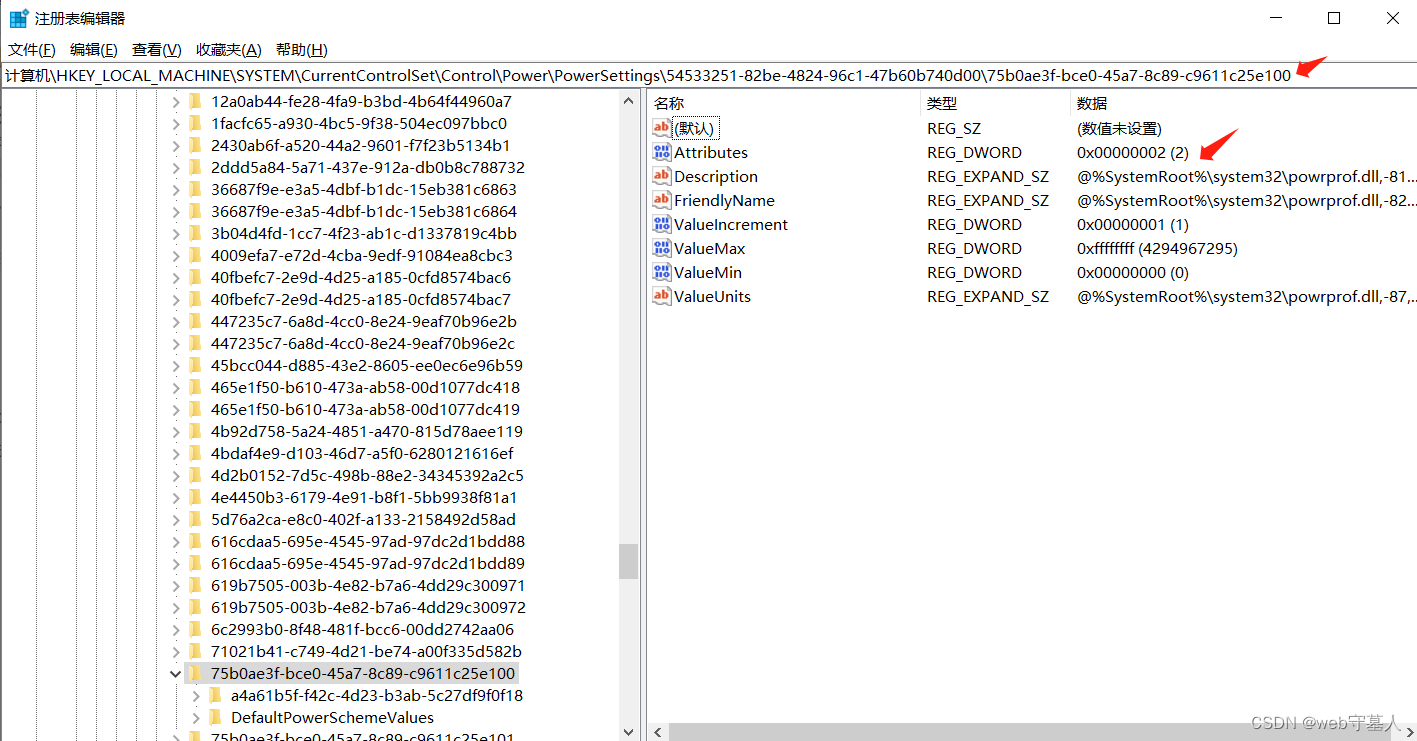 注册表编辑器
文件(F) 编辑(E) 查看(V) 收藏夹(A) 帮助(H)
计算机\HKEY_LOCAL_MACHINE\SYSTEM\CurrentControlSet\Control\Power\PowerSettings\54533251-82be-4824-96c1-47b60b740d00\75b0ae3f-bce0-45a7-8c89-c9611c25e100
12a0ab44-fe28-4fa9-b3bd-4b64f44960a7
1facfc65-a930-4bc5-9f38-504ec097bbc0
2430ab6f-a520-44a2-9601-f7f23b5134b1
2ddd5a84-5a71-437e-912a-db0b8c788732
36687f9e-e3a5-4dbf-b1dc-15eb381c6863
36687f9e-e3a5-4dbf-b1dc-15eb381c6864
3b04d4fd-1cc7-4f23-ab1c-d1337819c4bb
4009efa7-e72d-4cba-9edf-91084ea8cbc3
40fbefc7-2e9d-4d25-a185-0cfd8574bac6
40fbefc7-2e9d-4d25-a185-0cfd8574bac7
447235c7-6a8d-4cc0-8e24-9eaf70b96e2b
447235c7-6a8d-4cc0-8e24-9eaf70b96e2c
45bcc044-d885-43e2-8605-ee0ec6e96b59
465e1f50-b610-473a-ab58-00d1077dc418
465e1f50-b610-473a-ab58-00d1077dc419
4b92d758-5a24-4851-a470-815d78aee119
4bdaf4e9-d103-46d7-a5f0-6280121616ef
4d2b0152-7d5c-498b-88e2-34345392a2c5
4e4450b3-6179-4e91-b8f1-5bb9938f81a1
5d76a2ca-e8c0-402f-a133-2158492d58ad
616cdaa5-695e-4545-97ad-97dc2d1bdd88
616cdaa5-695e-4545-97ad-97dc2d1bdd89
619b7505-003b-4e82-b7a6-4dd29c300971
619b7505-003b-4e82-b7a6-4dd29c300972
6c2993b0-8f48-481f-bcc6-00dd2742aa06
71021b41-c749-4d21-be74-a00f335d582b
75b0ae3f-bce0-45a7-8c89-c9611c25e100
a4a61b5f-f42c-4d23-b3ab-5c27df9f0f18
DefaultPowerSchemeValues
75b0ae3f-bce0-45a7-8c89-c9611c25e101
名称 类型 数据
(默认) REG_SZ (数值未设置)
Attributes REG_DWORD 0x00000002 (2)
Description REG_EXPAND_SZ @%SystemRoot%\system32\powrprof.dll,-81...
FriendlyName REG_EXPAND_SZ @%SystemRoot%\system32\powrprof.dll,-82...
ValueIncrement REG_DWORD 0x00000001 (1)
ValueMax REG_DWORD 0xffffffff (4294967295)
ValueMin REG_DWORD 0x00000000 (0)
ValueUnits REG_EXPAND_SZ @%SystemRoot%\system32\powrprof.dll,-87,...
CSDN @web守墓人